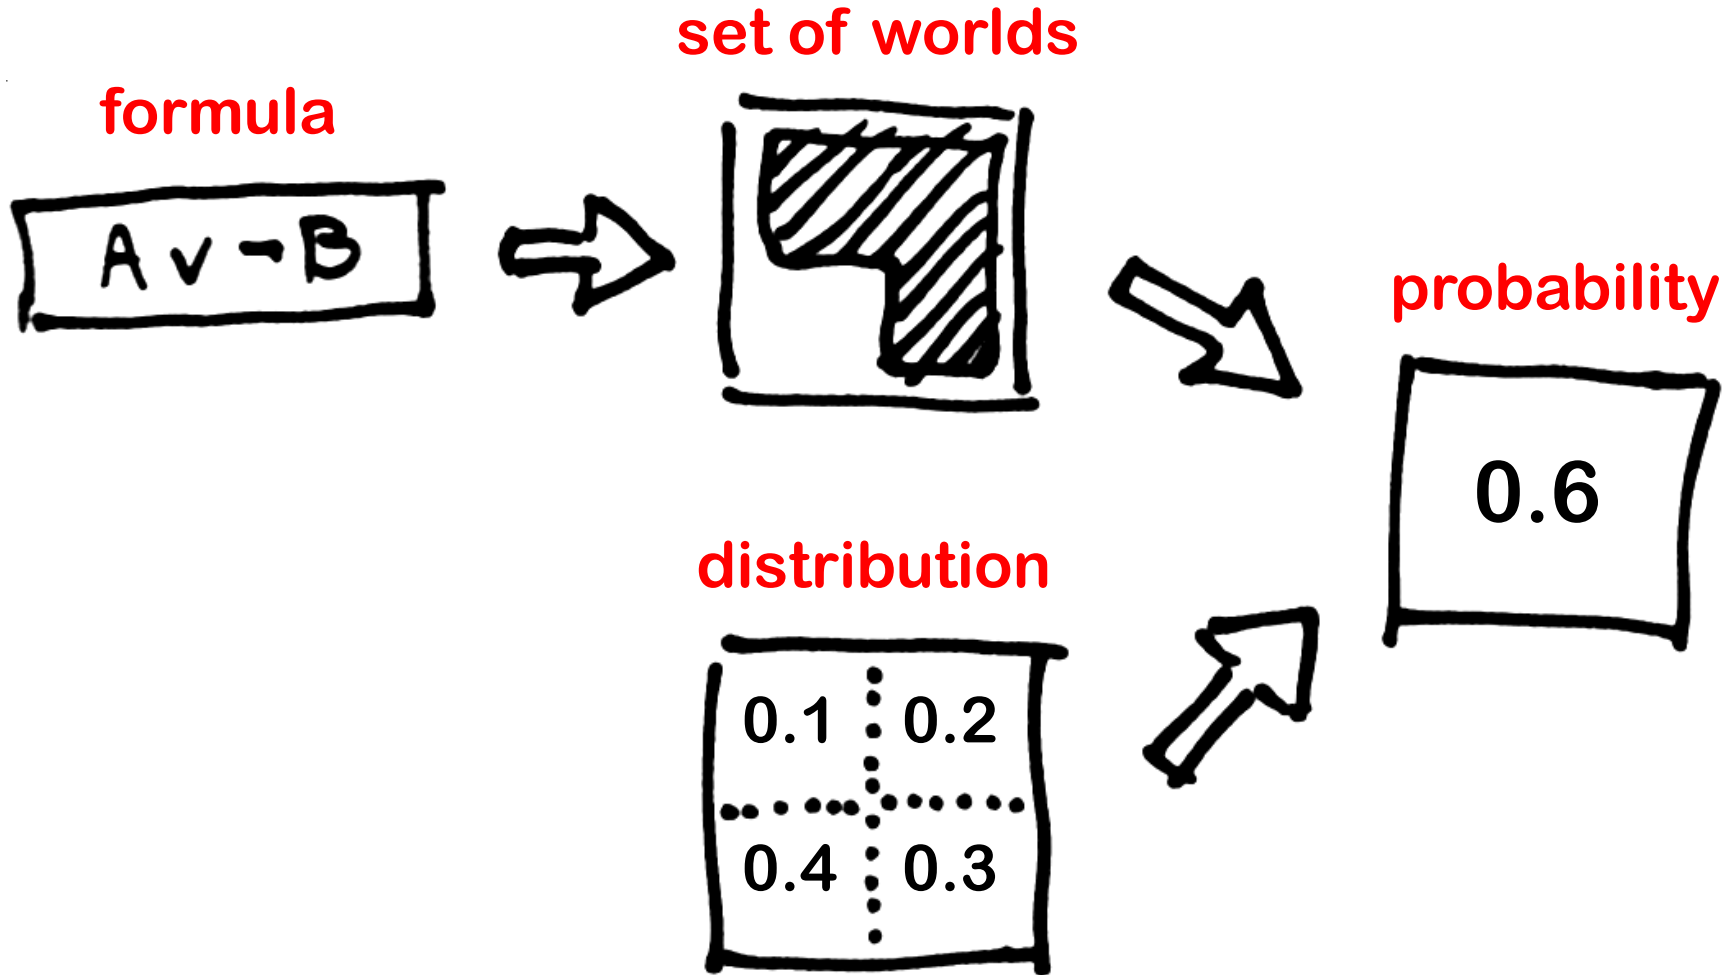 set of worlds
formula
A ∨ ¬ B
probability
0.6
distribution
0.1 0.2
0.4 0.3